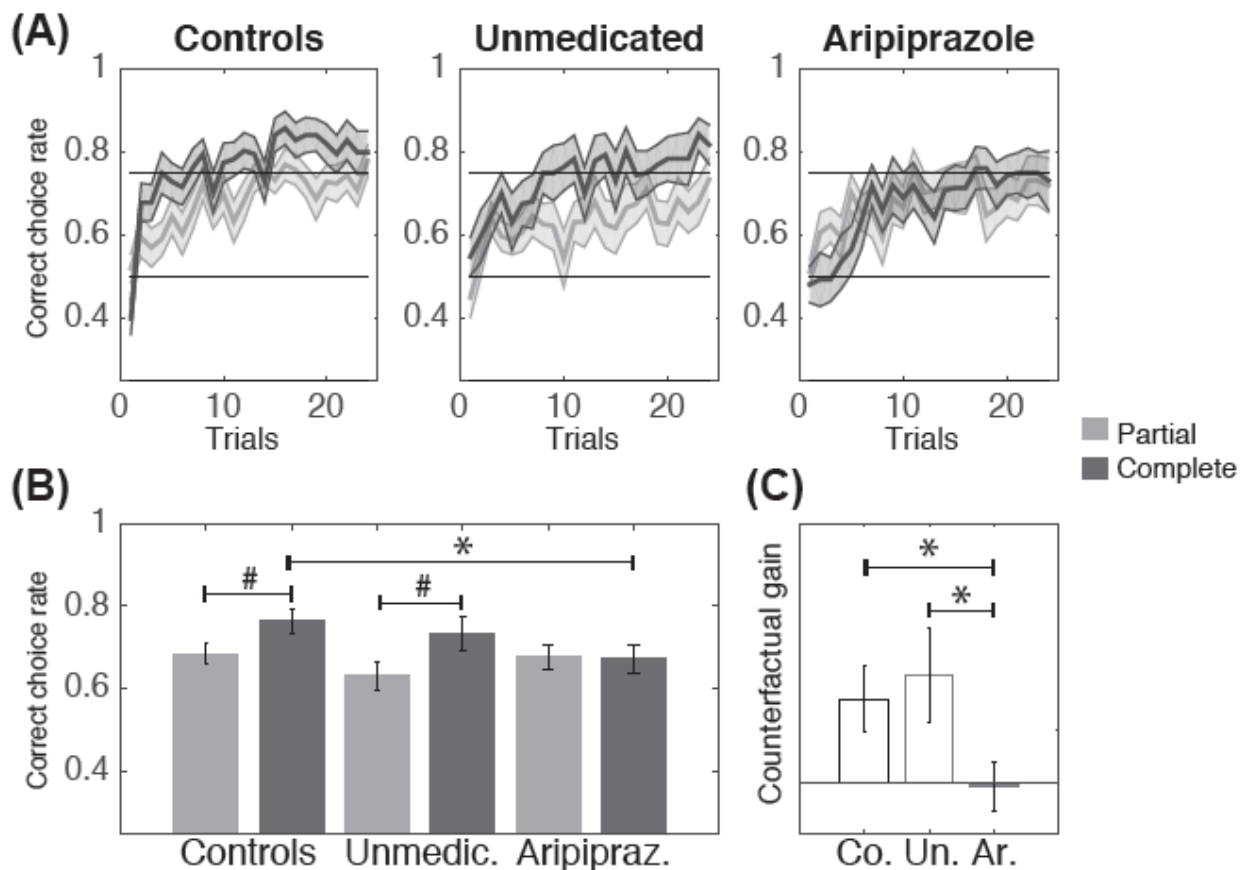 (A)
Controls
Unmedicated
Aripiprazole
Correct choice rate
1
0.8
0.6
0.4
0
10
20
Trials
1
0.8
0.6
0.4
0
10
20
Trials
1
0.8
0.6
0.4
0
10
20
Trials
Partial
Complete
(B)
Correct choice rate
1
0.8
0.6
0.4
#
#
*
Controls
Unmedic.
Aripipraz.
(C)
Counterfactual gain
*
*
Co. Un. Ar.